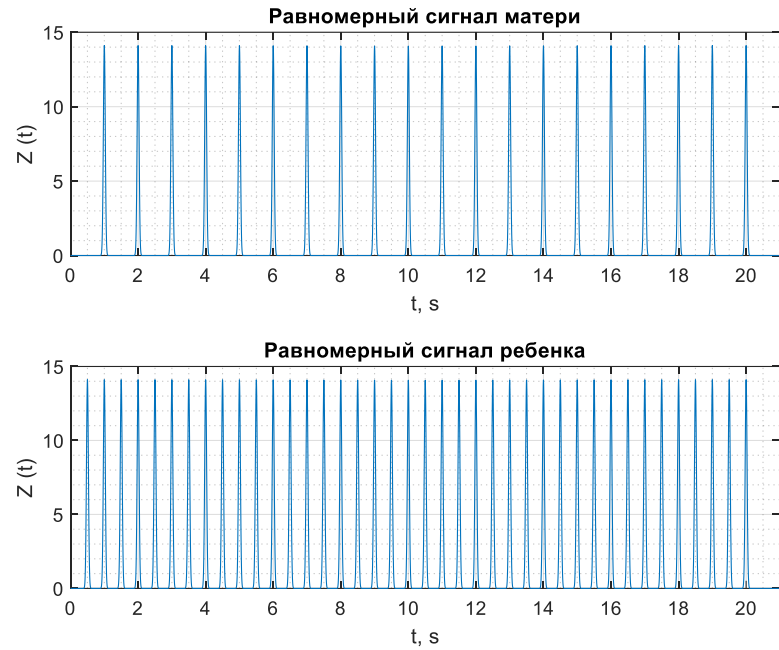 Равномерный сигнал матери
15
10
5
0
Z (t)
0 2 4 6 8 10 12 14 16 18 20
t, s
Равномерный сигнал ребенка
15
10
5
0
Z (t)
0 2 4 6 8 10 12 14 16 18 20
t, s